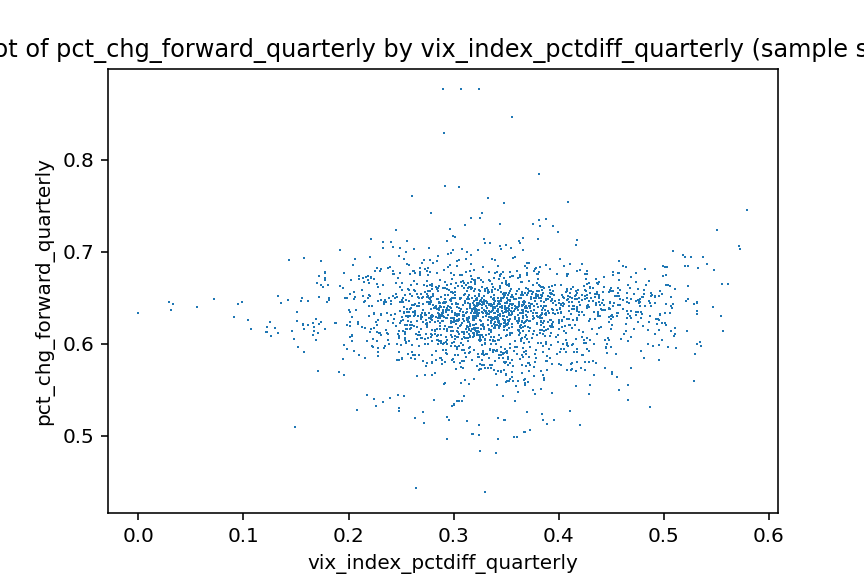 of pct_chg_forward_quarterly by vix_index_pctdiff_quarterly (sample
pct_chg_forward_quarterly
0.8
0.7
0.6
0.5
0.0 0.1 0.2 0.3 0.4 0.5 0.6
vix_index_pctdiff_quarterly